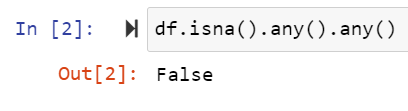 In [2]: df.isna().any().any()
Out[2]: False